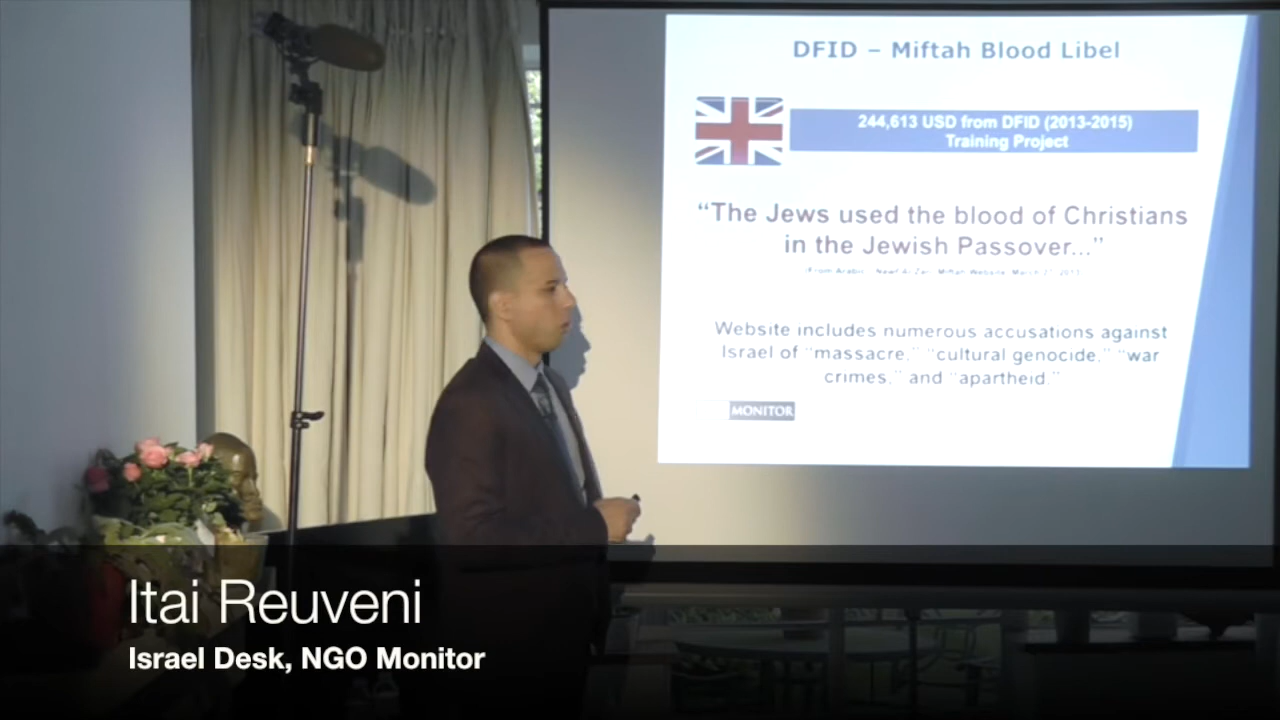 DFID – Miftah Blood Libel
244,613 USD from DFID (2013-2015)
Training Project
“The Jews used the blood of Christians
in the Jewish Passover...”
Website includes numerous accusations against
Israel of “massacre,” “cultural genocide,” “war
crimes,” and “apartheid.”
MONITOR
Itai Reuveni
Israel Desk, NGO Monitor